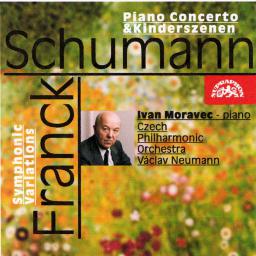 Piano Concerto
&Kinderszenen
Schumann
SUPRAPHON
Franck
Symphonic
Variations
Ivan Moravec - piano
Czech
Philharmonic
Orchestra
Václav Neumann